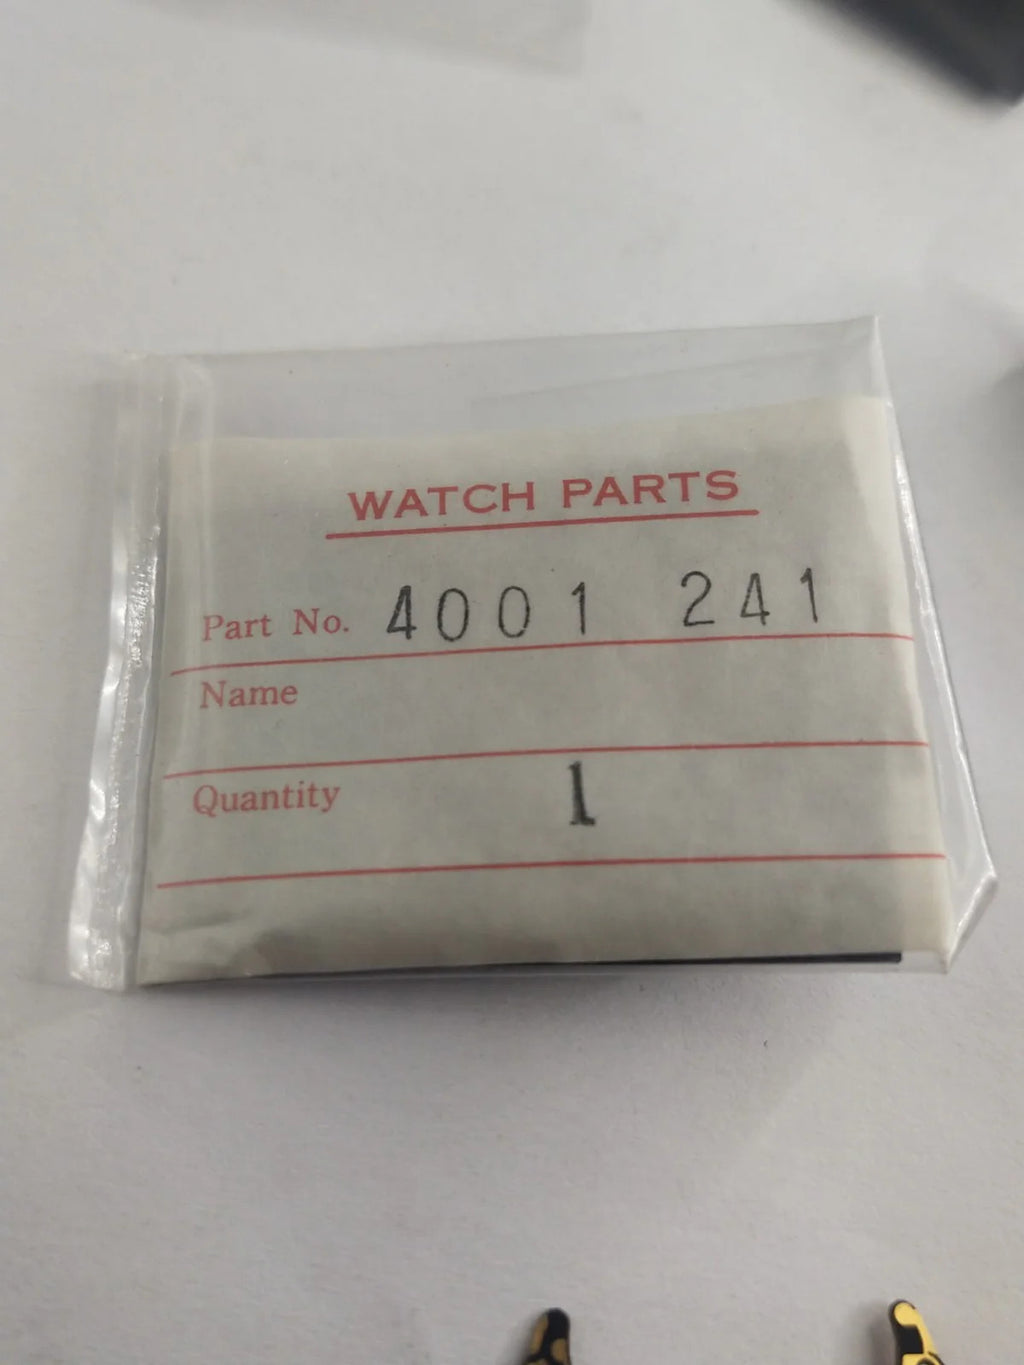 WATCH PARTS
Part No. 4001 241
Name
Quantity 1